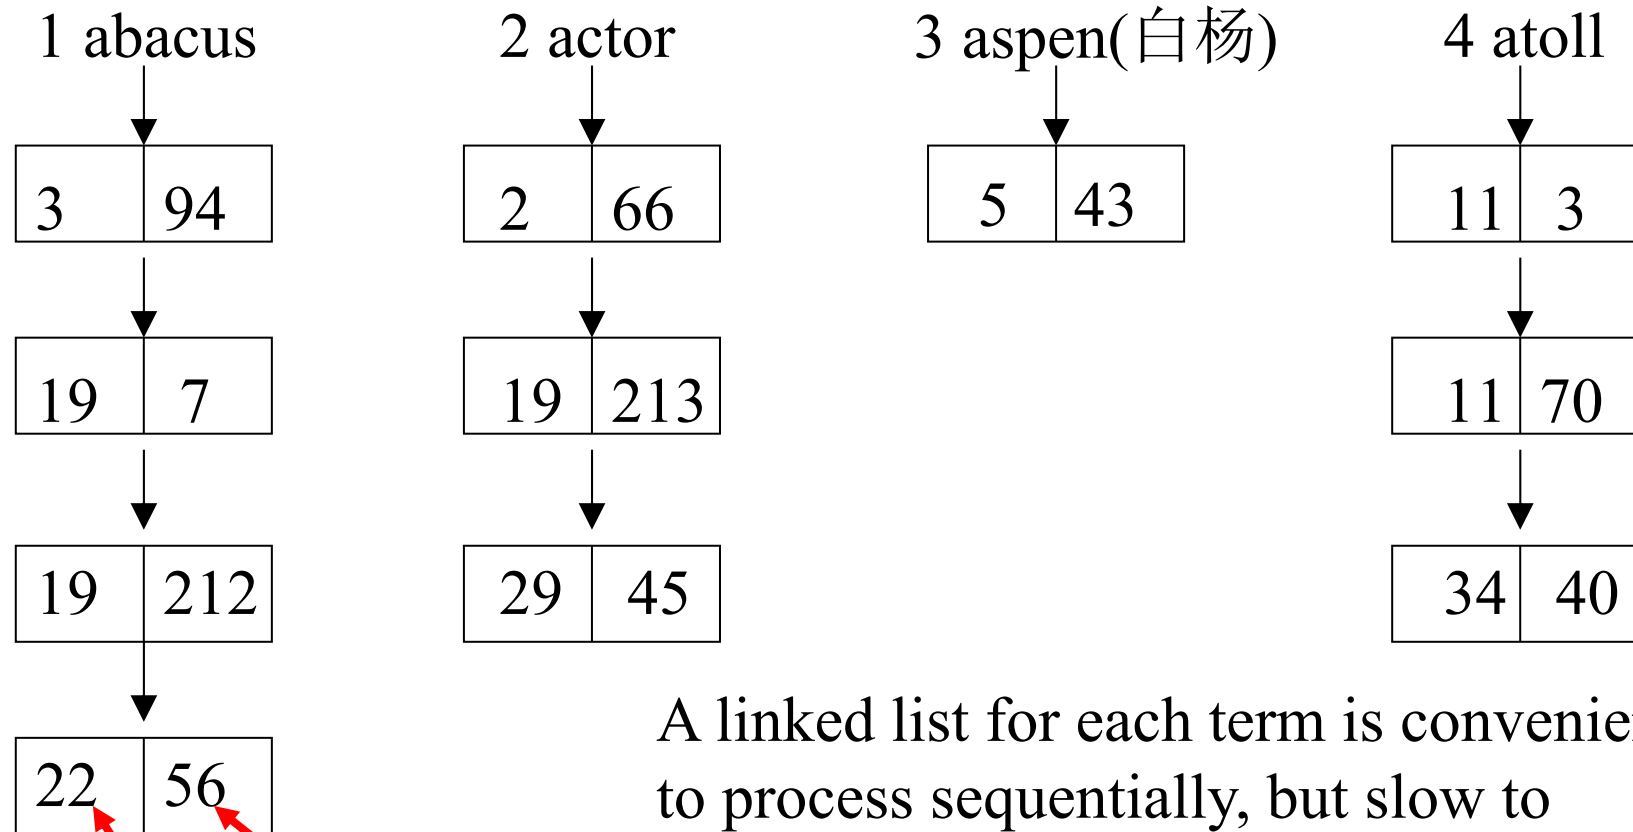 1 abacus 2 actor 3 aspen(白杨) 4 atoll
3 94 2 66 5 43 11 3
19 7 19 213 11 70
19 212 29 45 34 40
A linked list for each term is
22 56 to process sequentially, but slow to